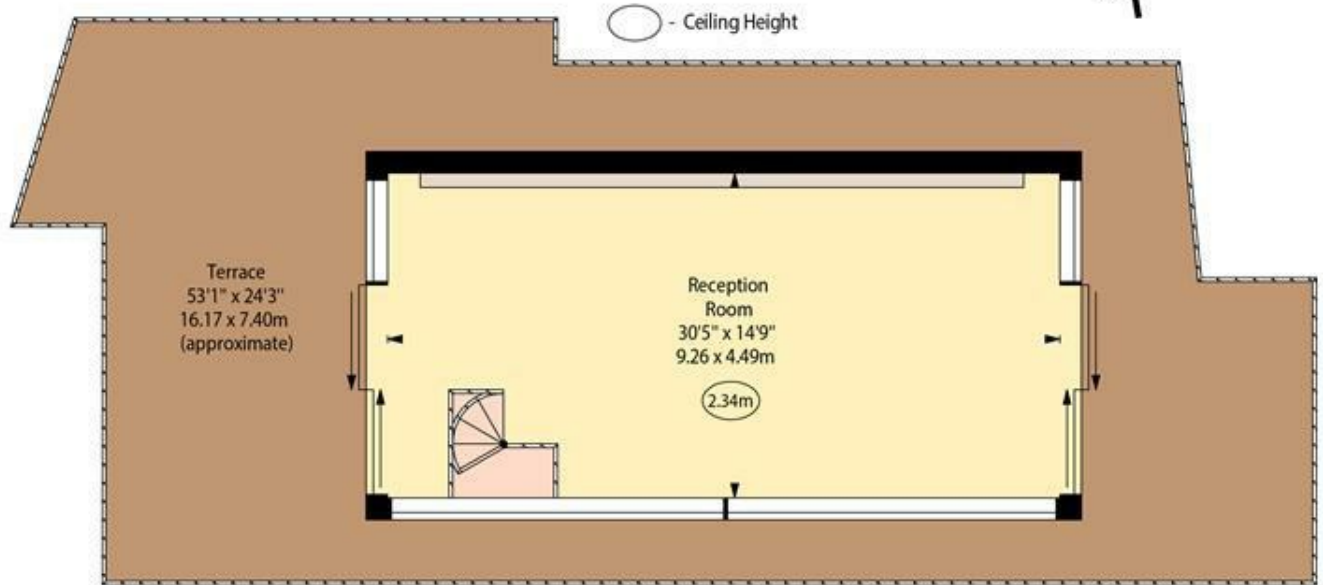 - Ceiling Height
Terrace
53'1" x 24'3"
16.17 x 7.40m
(approximate)
Reception
Room
30'5" x 14'9"
9.26 x 4.49m
2.34m